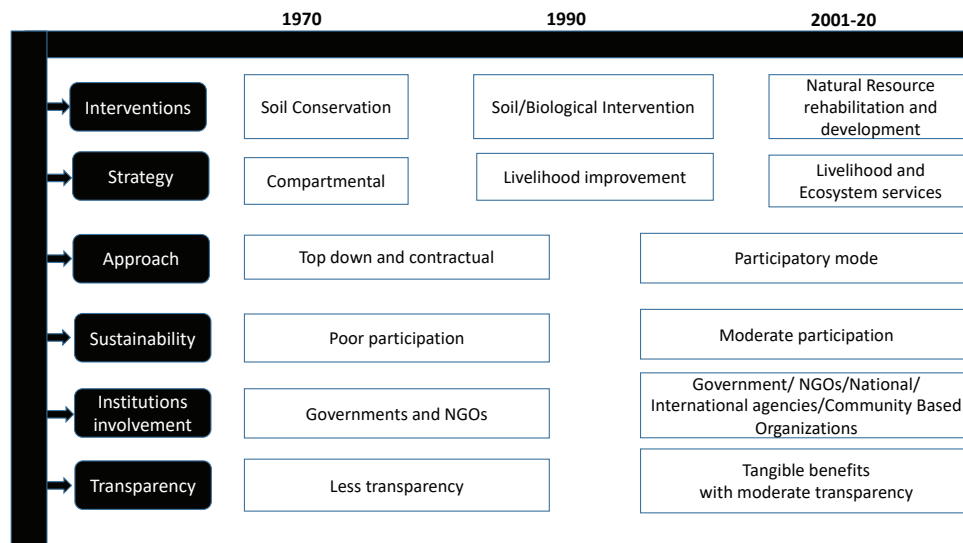 1970 1990 2001-20
Interventions
Soil Conservation
Soil/Biological Intervention
Natural Resource
rehabilitation and
development
Strategy
Compartmental
Livelihood improvement
Livelihood and
Ecosystem services
Approach
Top down and contractual
Participatory mode
Sustainability
Poor participation
Moderate participation
Institutions
involvement
Governments and NGOs
Government/ NGOs/National/
International agencies/Community Based
Organizations
Transparency
Less transparency
Tangible benefits
with moderate transparency